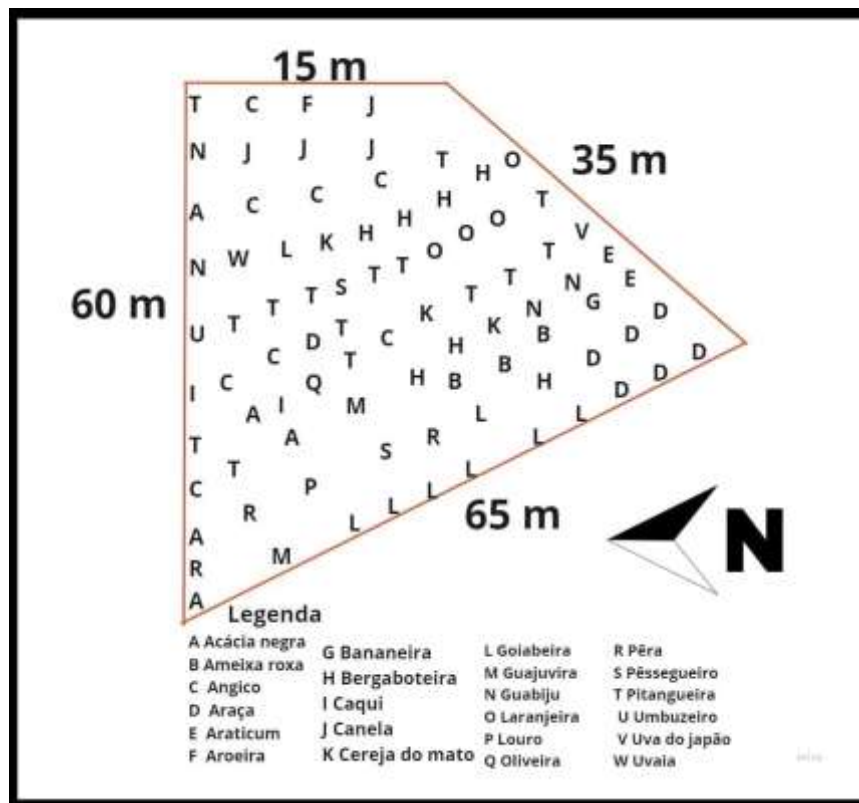 15 m
T C F J
35 m
N J J J T H O
A C C C H T
N W L K H H O O V
60 m
T T S T T O T E
U T C D T C K T T N G E D
I C Q T H K N B D D
A I M H B B H D D D
T A S R L L L
T P L L
C R L L
65 m
A M
R
A
N
Legenda
A Acácia negra
B Ameixa roxa
C Angico
D Araça
E Araticum
F Aroeira
G Bananeira
H Bergaboteira
I Caqui
J Canela
K Cereja do mato
L Goiabeira
M Guajuvira
N Guabiju
O Laranjeira
P Louro
Q Oliveira
R Pêra
S Pêssegueiro
T Pitangueira
U Umbuzeiro
V Uva do japão
W Uvaia